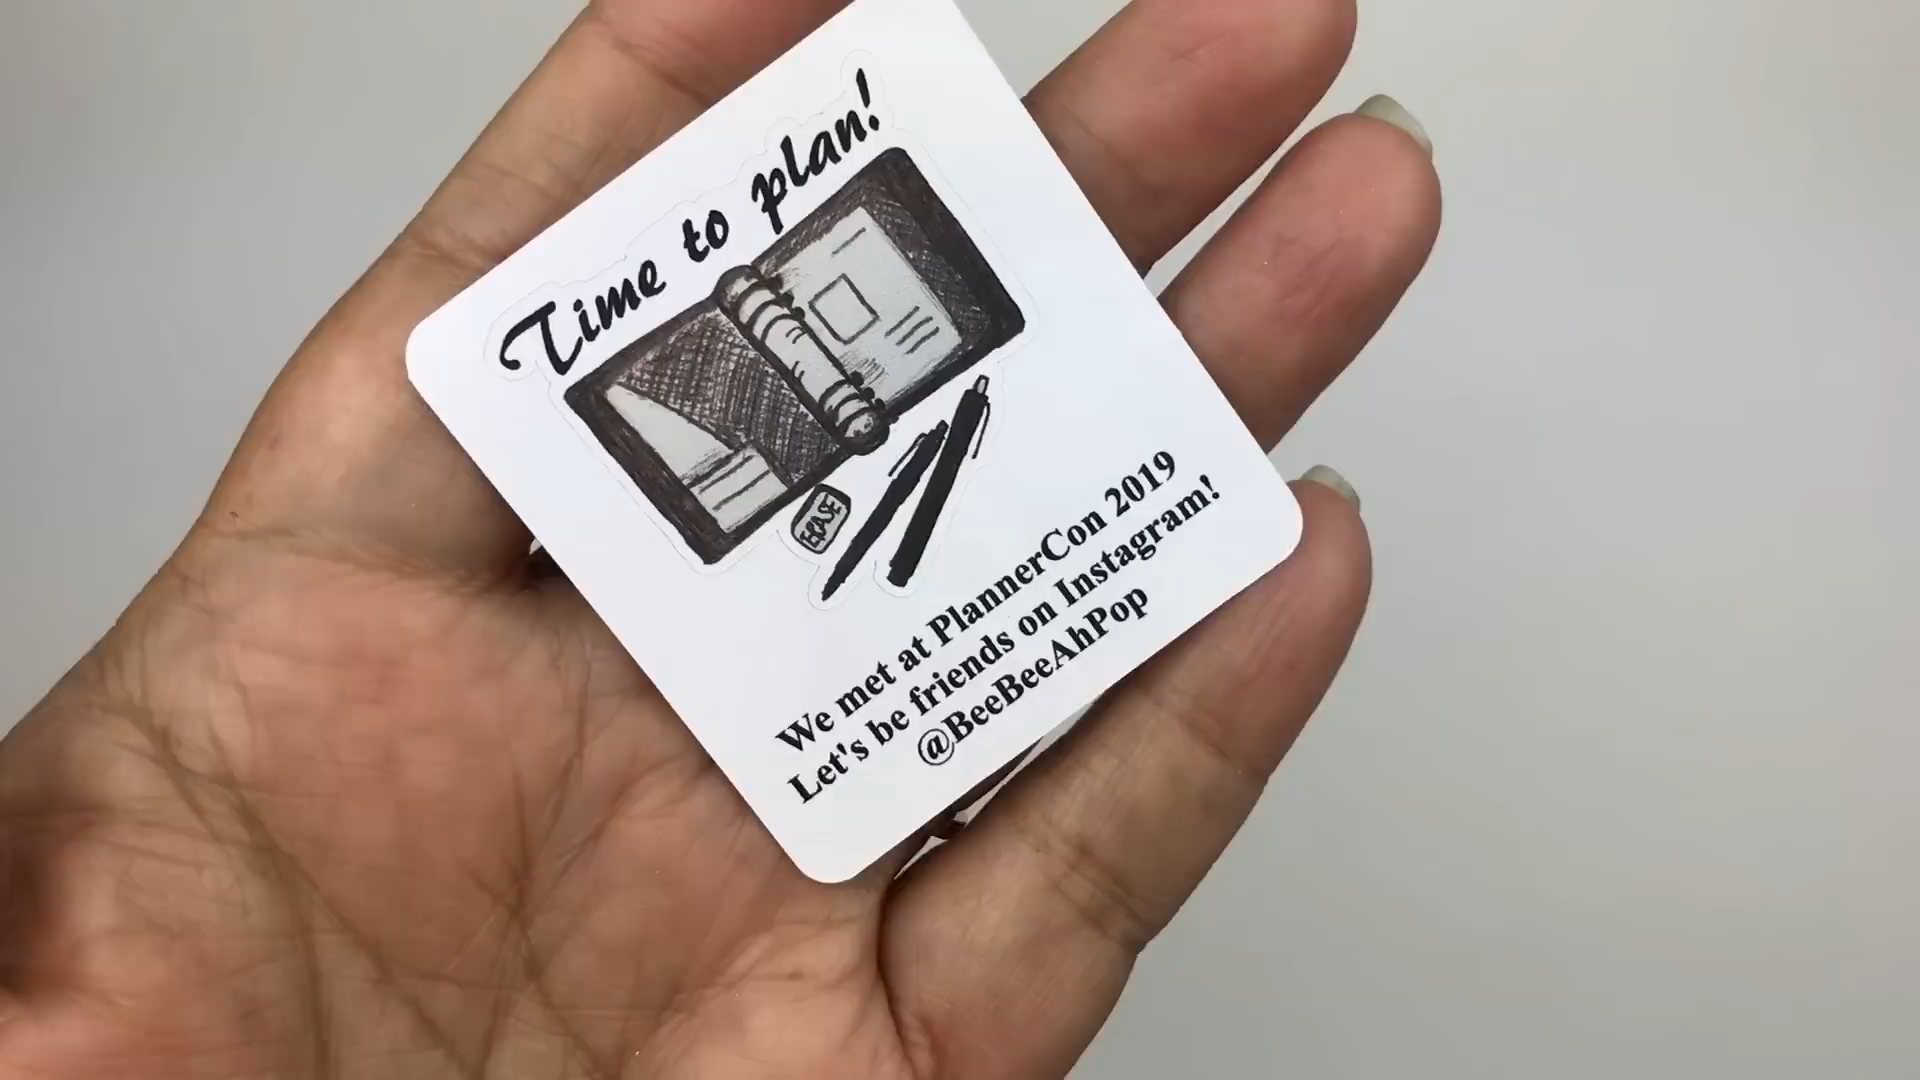 Time to plan!
ERASE
We met at PlannerCon 2019
Let's be friends on Instagram!
@BeeBeeAhPop